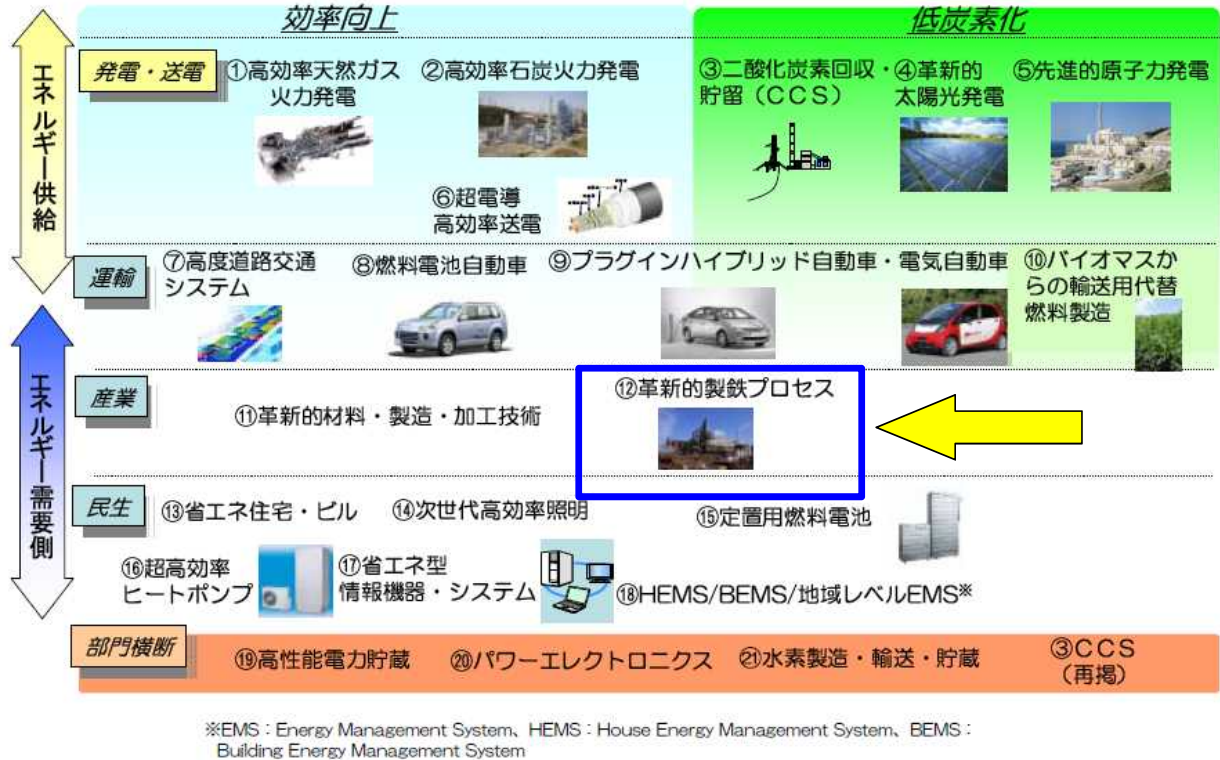 効率向上
低炭素化
エネルギー供給
発電・送電
①高効率天然ガス
火力発電
②高効率石炭火力発電
③二酸化炭素回収・
貯留（CCS）
④革新的
太陽光発電
⑤先進的原子力発電
⑥超電導
高効率送電
運輸
⑦高度道路交通
システム
⑧燃料電池自動車
⑨プラグインハイブリッド自動車・電気自動車
⑩バイオマスか
らの輸送用代替
燃料製造
エネルギー需要側
産業
⑪革新的材料・製造・加工技術
⑫革新的製鉄プロセス
民生
⑬省エネ住宅・ビル
⑭次世代高効率照明
⑮定置用燃料電池
⑯超高効率
ヒートポンプ
⑰省エネ型
情報機器・システム
⑱HEMS/BEMS/地域レベルEMS※
部門横断
⑲高性能電力貯蔵
⑳パワーエレクトロニクス
㉑水素製造・輸送・貯蔵
③CCS
（再掲）
※EMS：Energy Management System、HEMS：House Energy Management System、BEMS：
Building Energy Management System